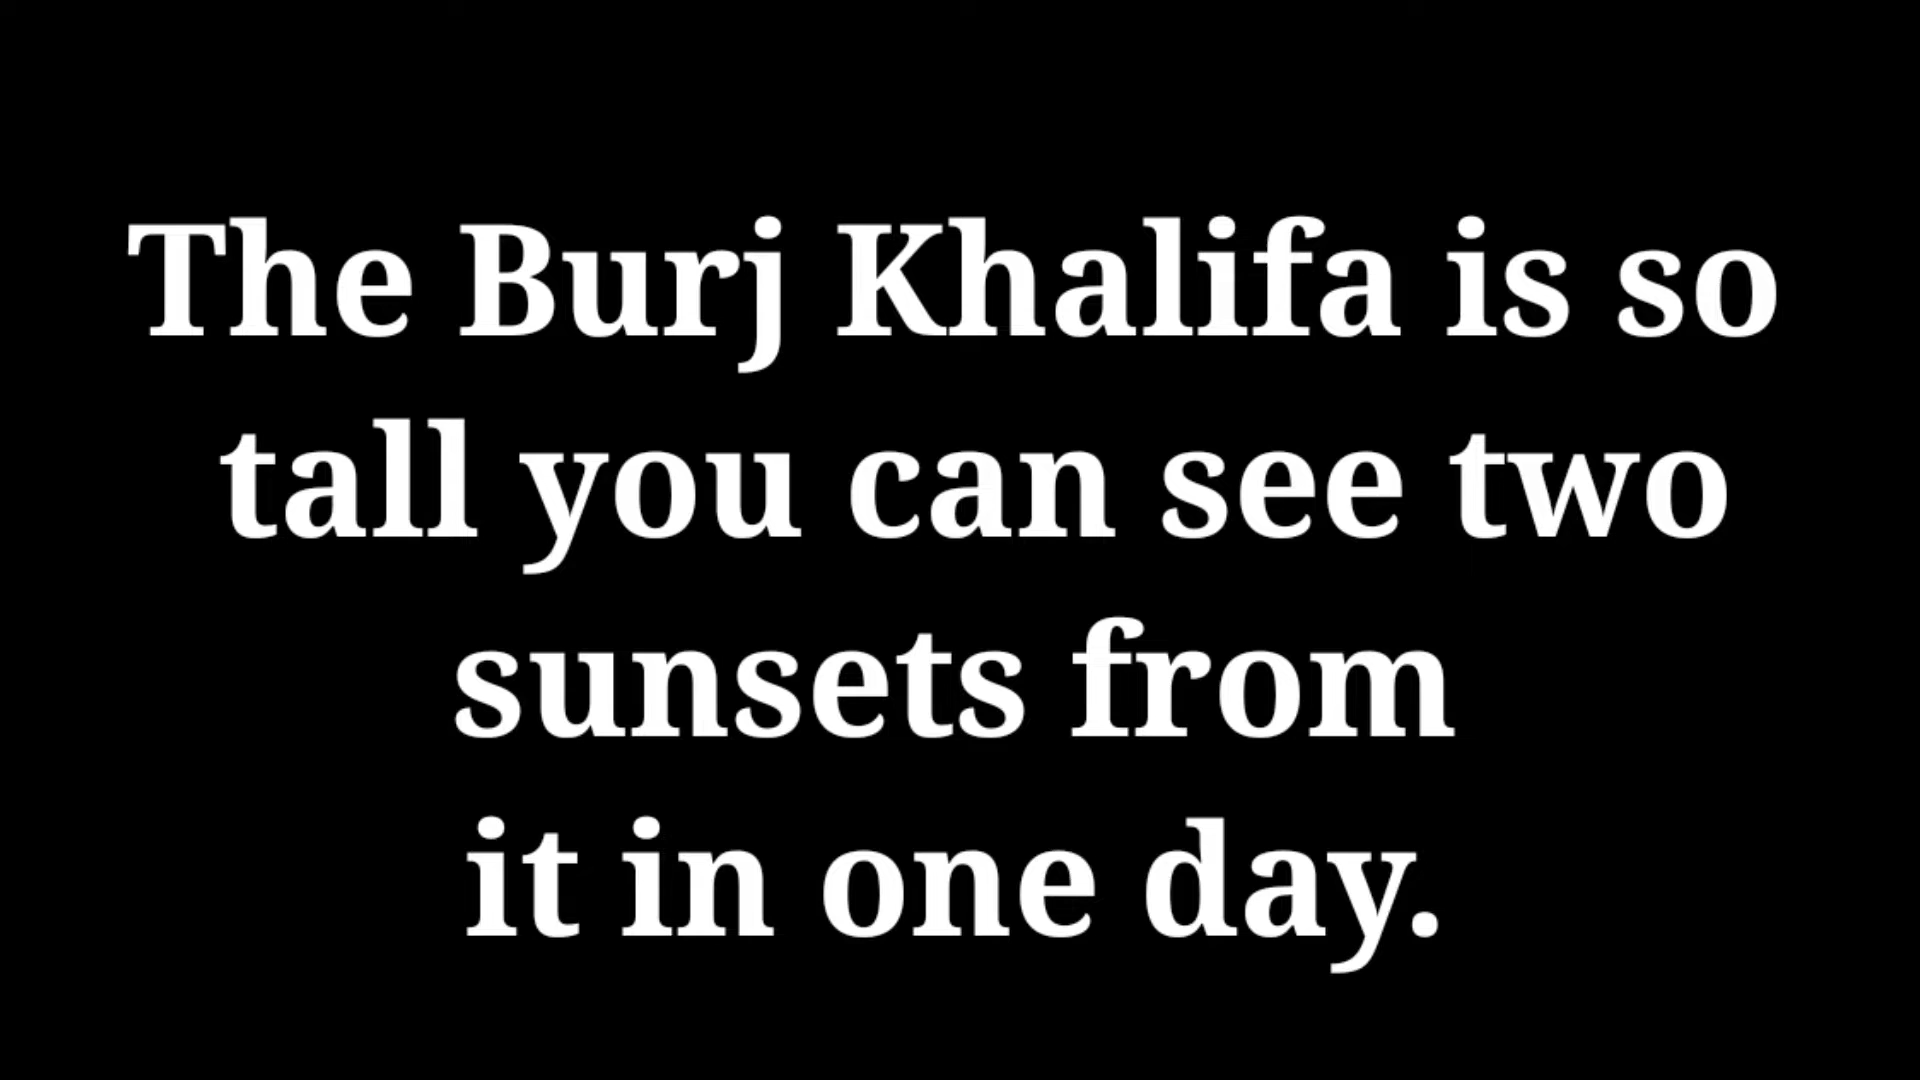 The Burj Khalifa is so
tall you can see two
sunsets from
it in one day.